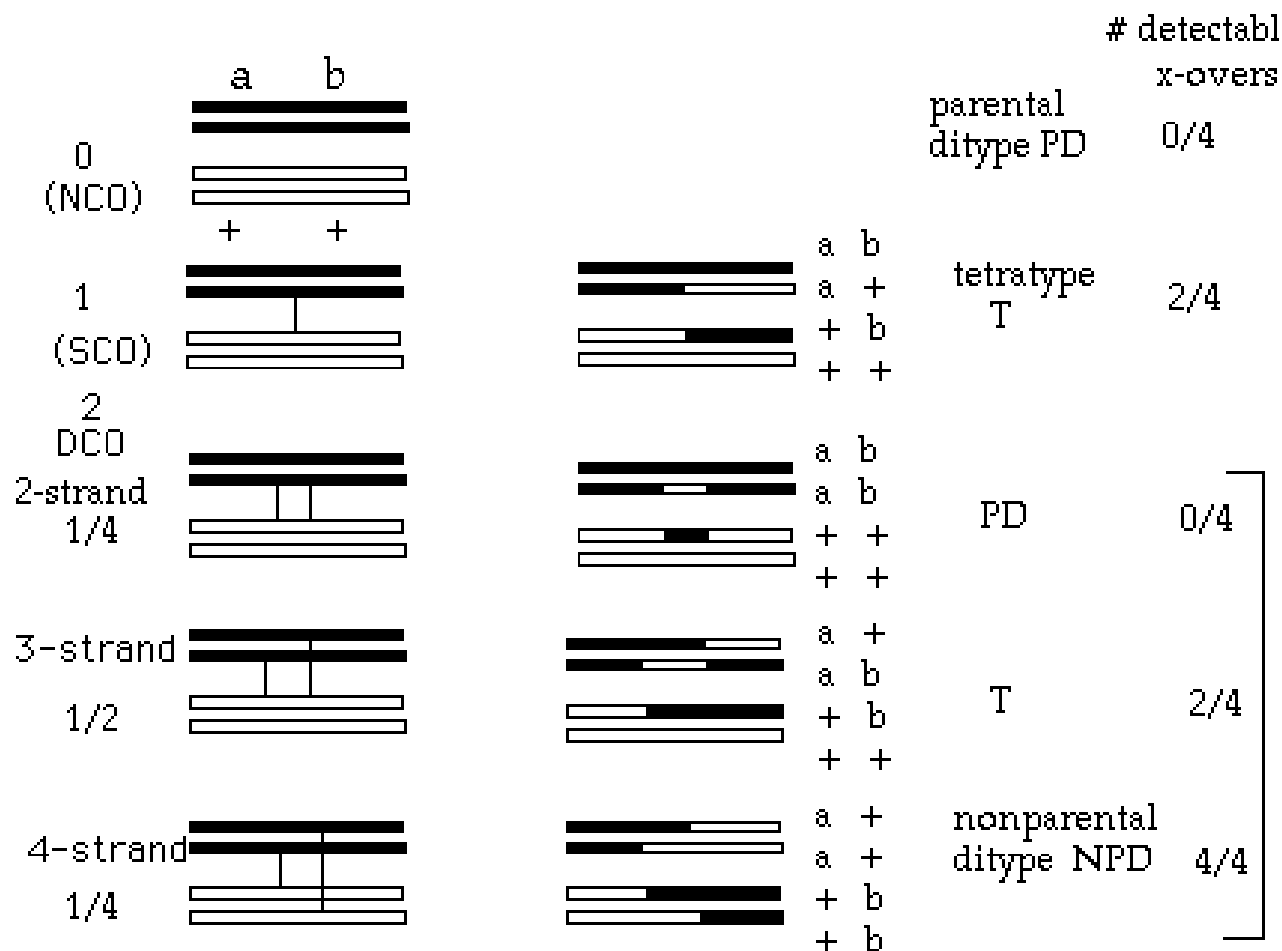 # detectabl
x-overs
a b
parental
ditype PD 0/4
0
(NCO)
+ +
1
(SCO)
a b
a +
+ b
+ +
tetratype
T 2/4
2
DCO
2-strand
1/4
a b
a b
+ +
+ +
PD 0/4
3-strand
1/2
a +
a b
+ b
+ +
T 2/4
4-strand
1/4
a +
a +
+ b
+ b
nonparental
ditype NPD 4/4